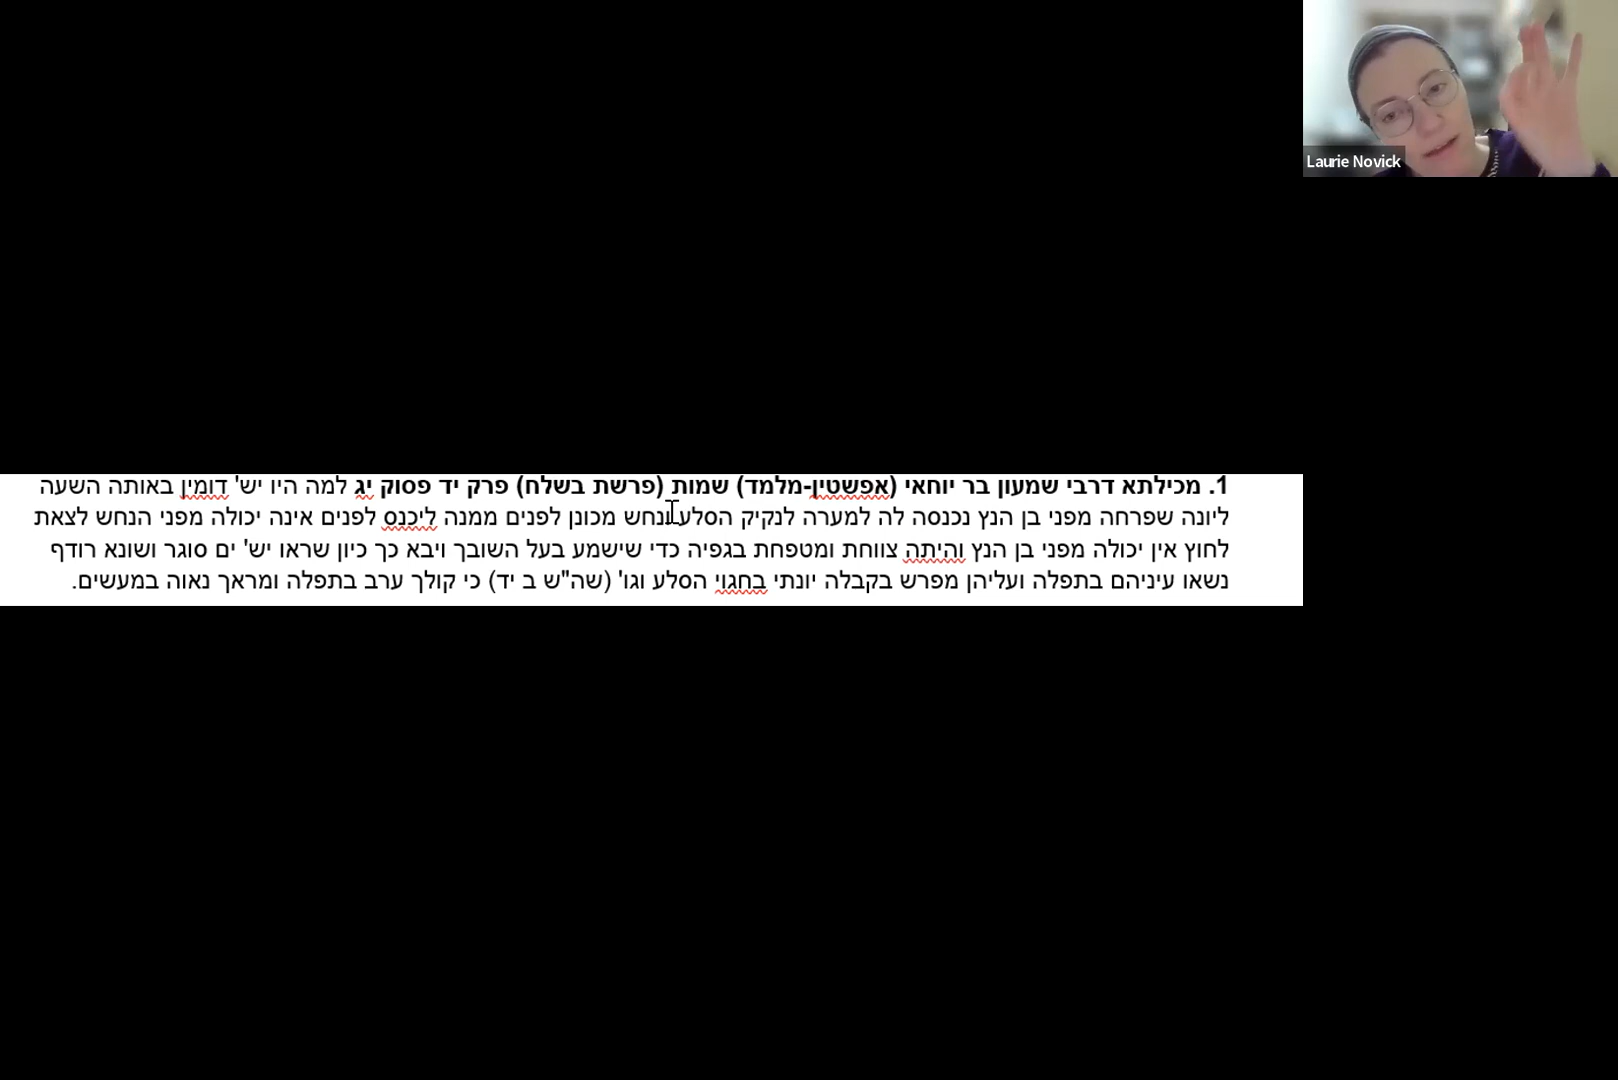 Laurie Novick
1. מכילתא דרבי שמעון בר יוחאי (אפשטין-מלמד) שמות (פרשת בשלח) פרק יד פסוק יג למה היו יש' דומין באותה השעה
ליונה שפרחה מפני בן הנץ נכנסה לה למערה לנקיק הסלע ונחש מכונן לפנים ממנה ליכנס לפנים אינה יכולה מפני הנחש לצאת
לחוץ אין יכולה מפני בן הנץ והיתה צווחת ומטפחת בגפיה כדי שישמע בעל השובך ויבא כך כיון שראו יש' ים סוגר ושונא רודף
נשאו עיניהם בתפלה ועליהן מפרש בקבלה יונתי בחגוי הסלע וגו' (שה"ש ב יד) כי קולך ערב בתפלה ומראך נאוה במעשים.